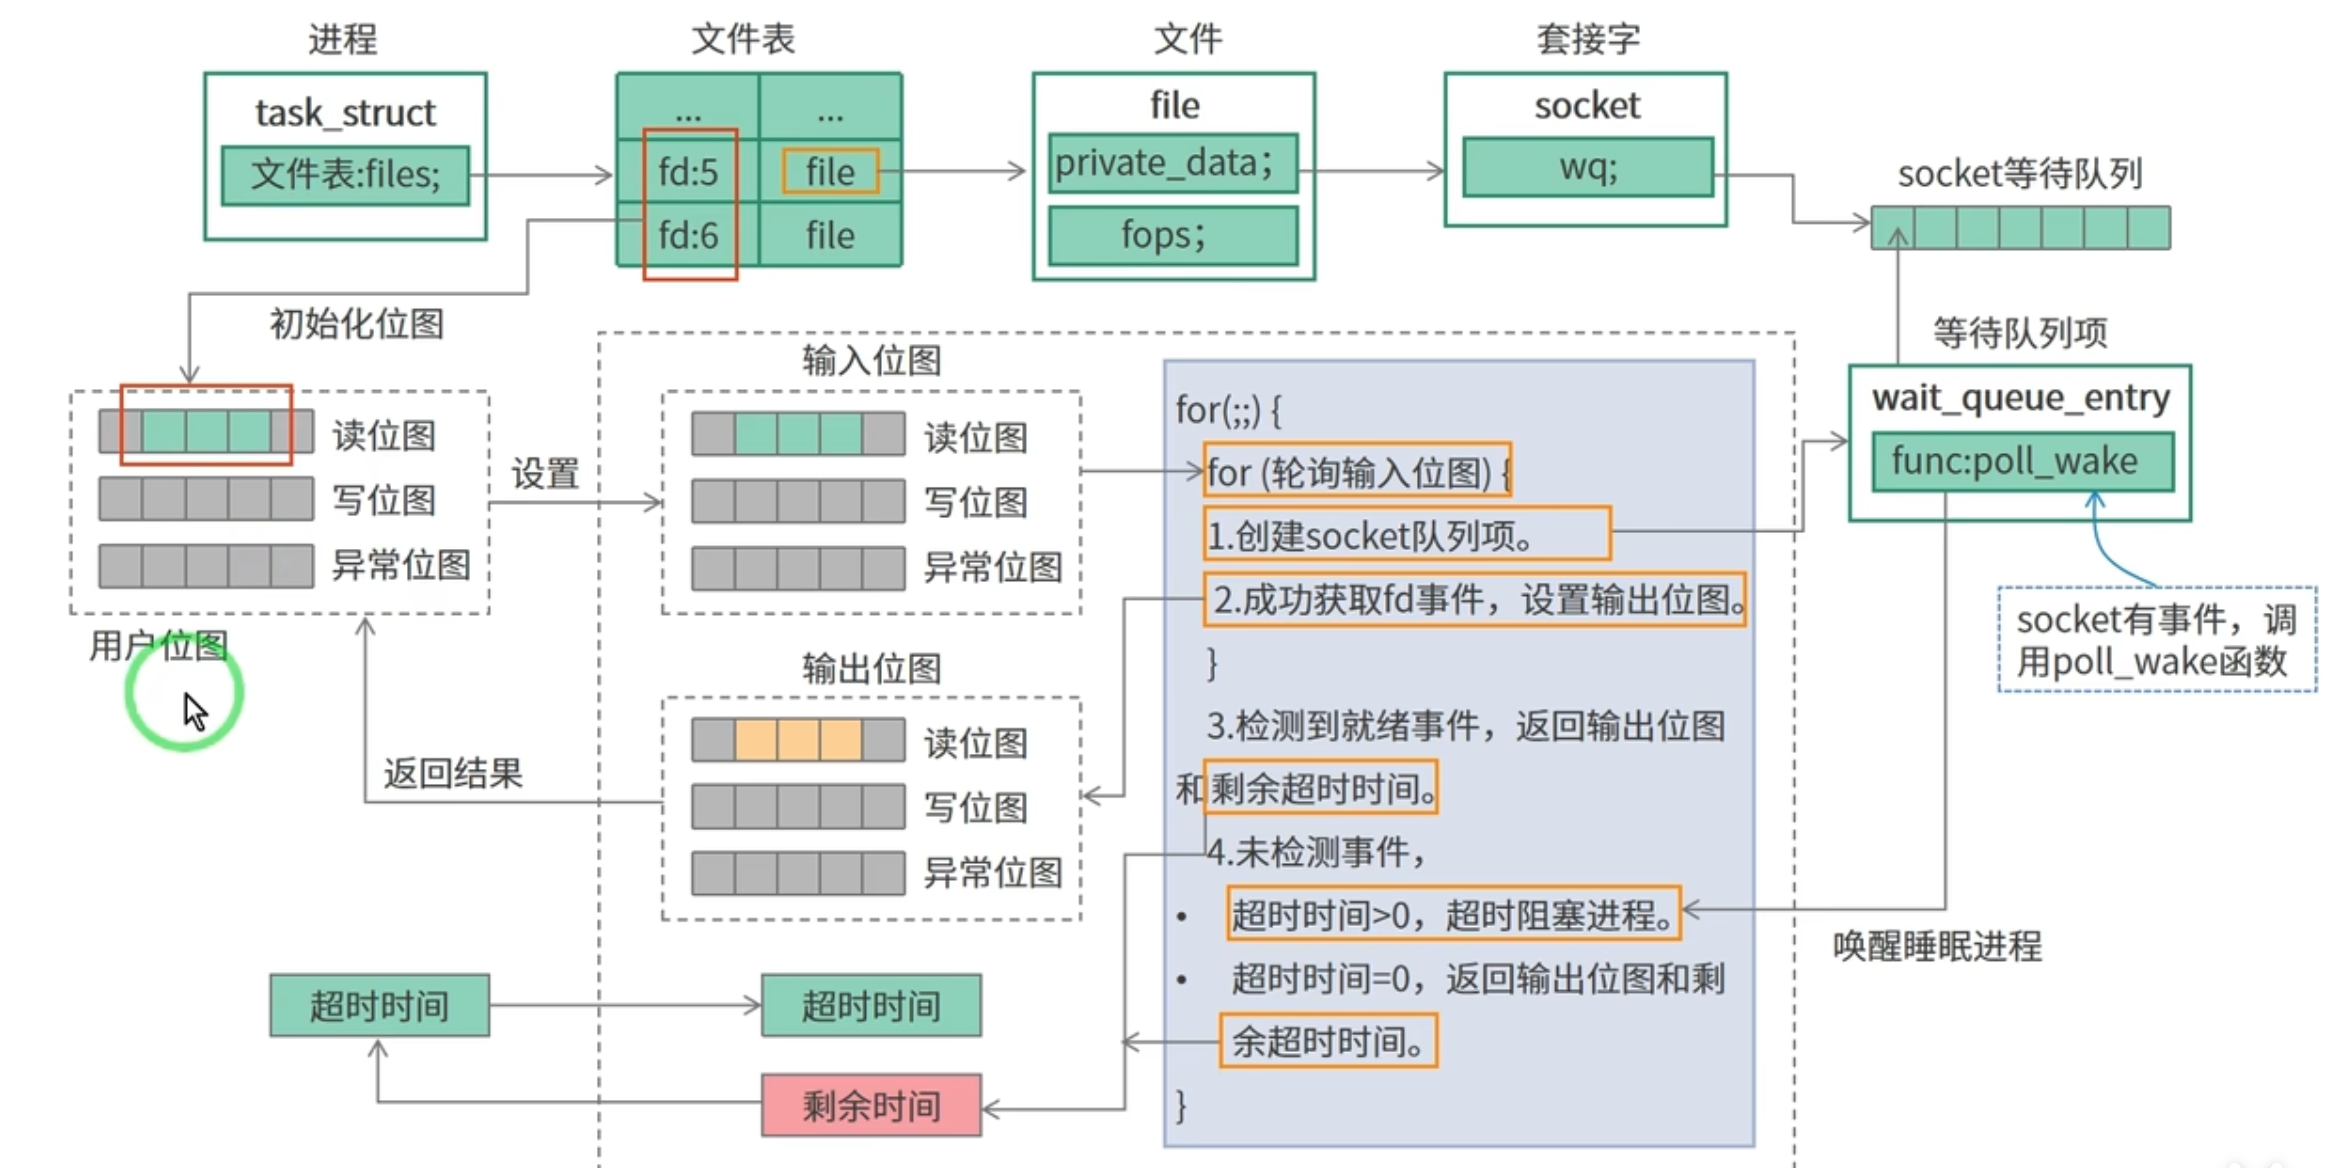 进程
文件表
文件
套接字
task_struct
文件表:files;
...
...
fd:5
file
fd:6
file
file
private_data；
fops；
socket
wq;
socket等待队列
初始化位图
读位图
写位图
异常位图
用户位图
设置
输入位图
读位图
写位图
异常位图
输出位图
读位图
写位图
异常位图
返回结果
超时时间
超时时间
剩余时间
for(;;) {
for (轮询输入位图) {
1.创建socket队列项。
2.成功获取fd事件，设置输出位图。
}
3.检测到就绪事件，返回输出位图
和剩余超时时间。
4.未检测事件，
• 超时时间>0，超时阻塞进程。
• 超时时间=0，返回输出位图和剩
余超时时间。
}
等待队列项
wait_queue_entry
func:poll_wake
socket有事件，调
用poll_wake函数
唤醒睡眠进程